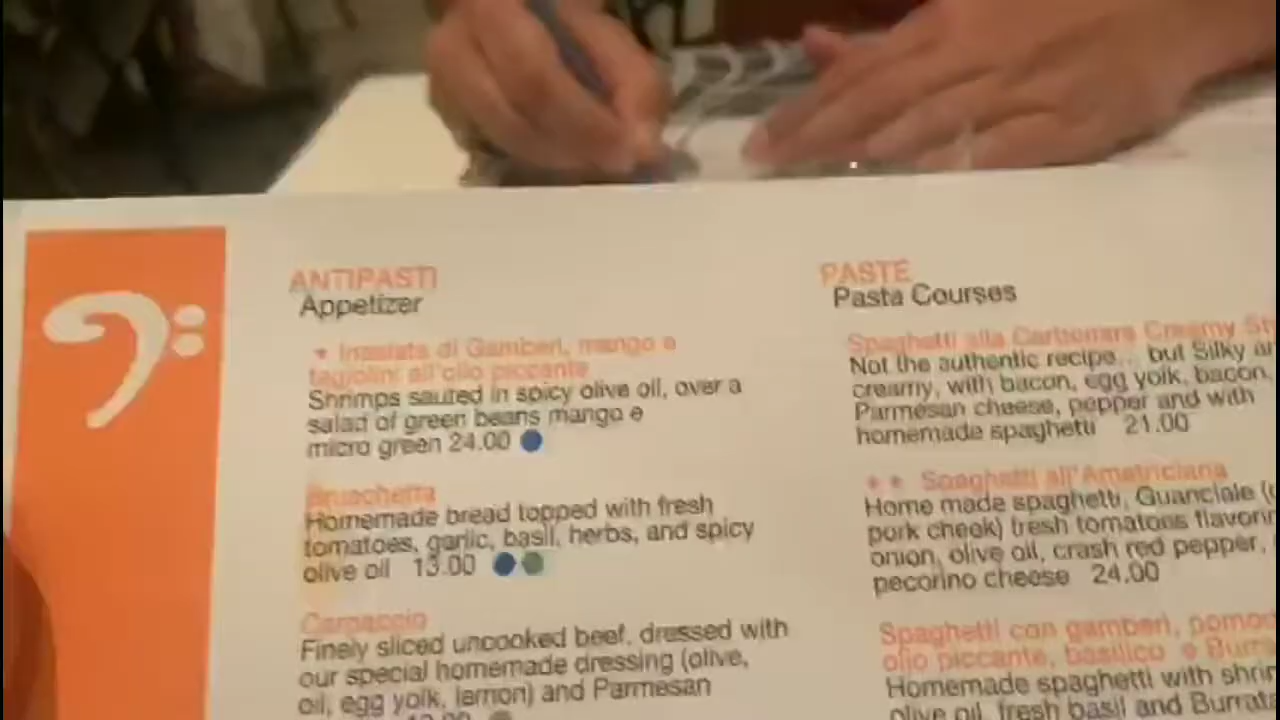 ANTIPASTI
Appetizer
Insalata di Gamberi, mango e
fagiolini all'olio piccante
Shrimps sauted in spicy olive oil, over a
salad of green beans mango e
micro green 24.00
Bruschetta
Homemade bread topped with fresh
tomatoes, garlic, basil, herbs, and spicy
olive oil 13.00
Carpaccio
Finely sliced uncooked beef, dressed with
our special homemade dressing (olive,
oil, egg yolk, lemon) and Parmesan
PASTE
Pasta Courses
Spaghetti alla Carbonara Creamy
Not the authentic recipe... but Silky
creamy, with bacon, egg yolk, bacon,
Parmesan cheese, pepper and with
homemade spaghetti 21.00
Spaghetti all'Amatriciana
Home made spaghetti, Guanciale
pork cheek) fresh tomatons
onion, olive oil, crash red pepper,
pecorino cheese 24.00
Spaghetti con gamberi,
olio piccante, basilico e
Homemade spaghetti with
olive oil, fresh basil and